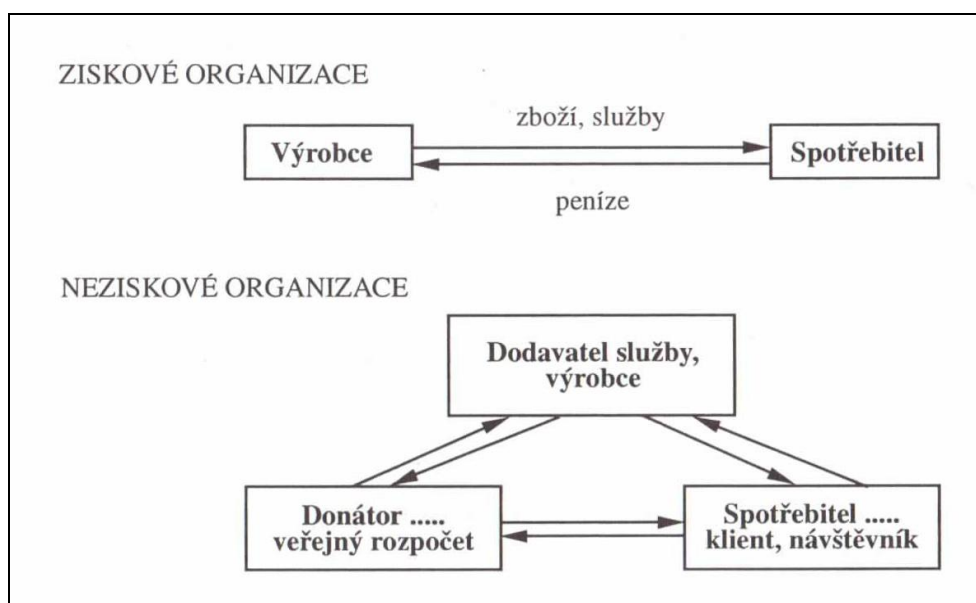 ZISKOVÉ ORGANIZACE
zboží, služby
Výrobce
Spotřebitel
peníze
NEZISKOVÉ ORGANIZACE
Dodavatel služby,
výrobce
Donátor .....
veřejný rozpočet
Spotřebitel .....
klient, návštěvník